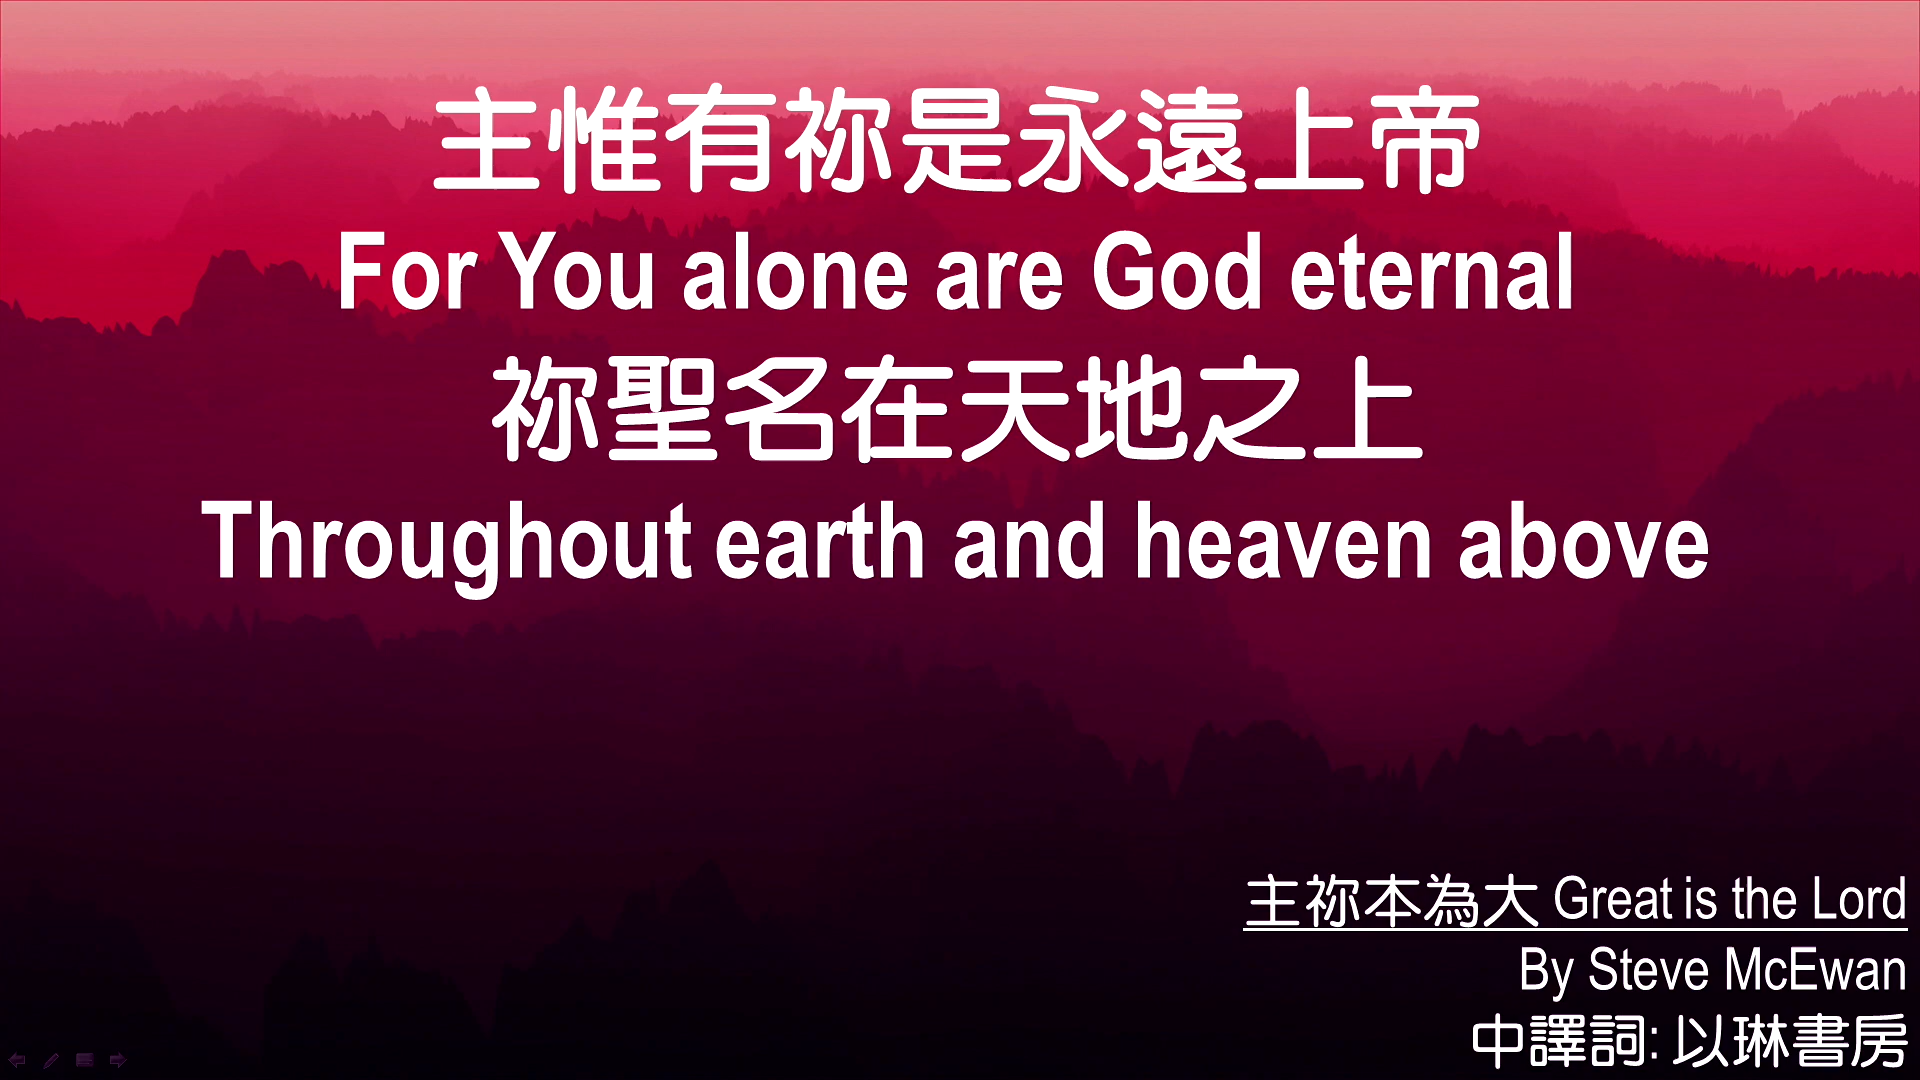 主惟有祢是永遠上帝
For You alone are God eternal
祢聖名在天地之上
Throughout earth and heaven above
主祢本為大 Great is the Lord
By Steve McEwan
中譯詞: 以琳書房